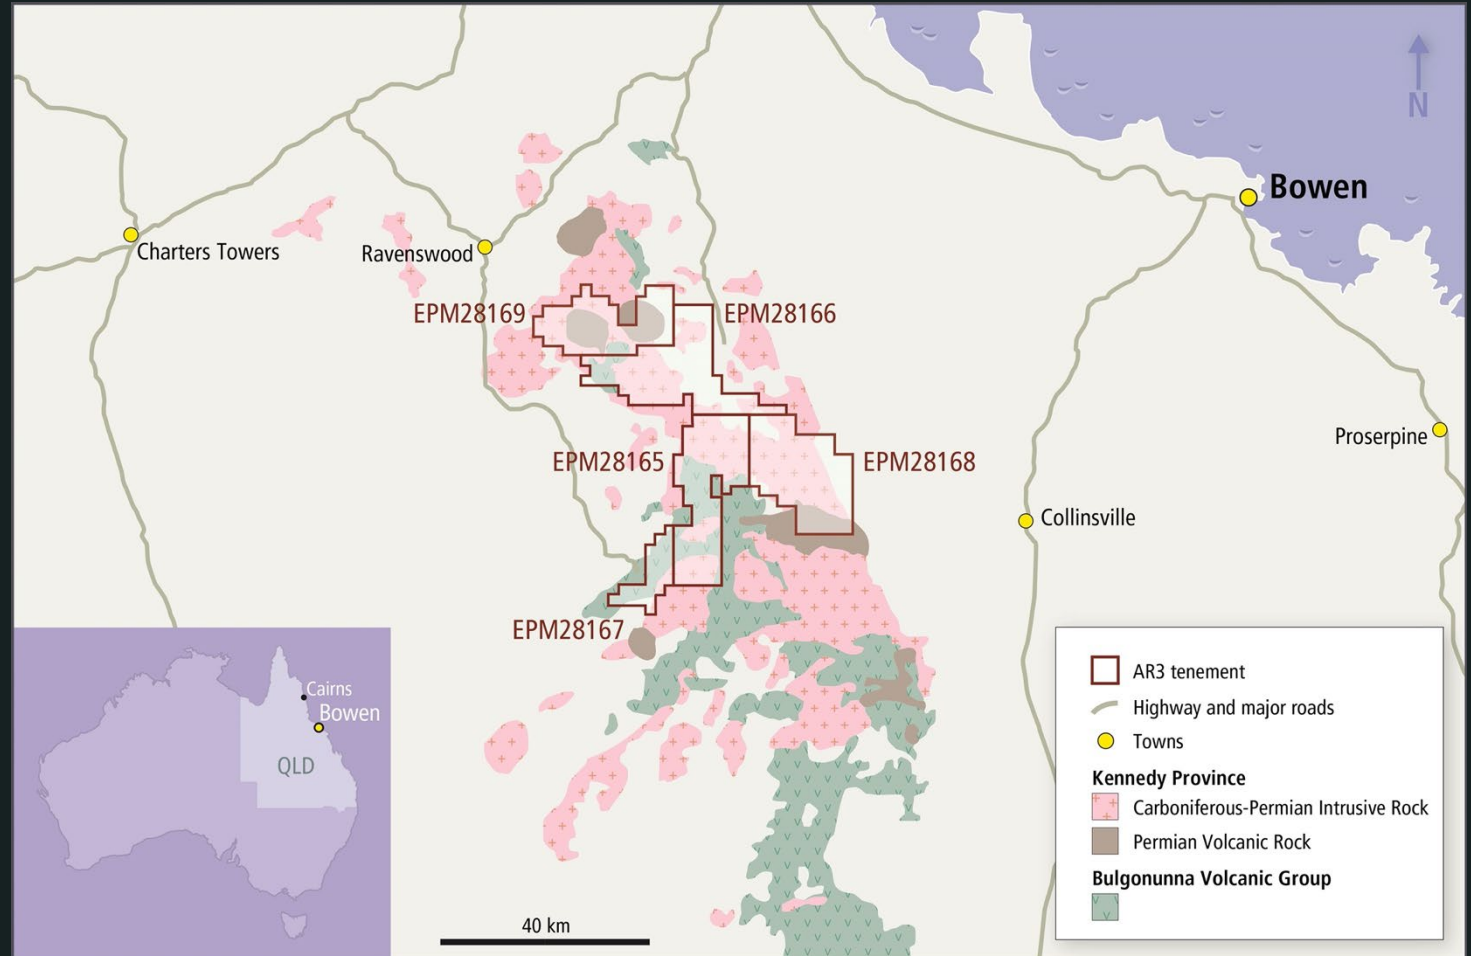 N
Bowen
Charters Towers
Ravenswood
EPM28169
EPM28166
Proserpine
EPM28165
EPM28168
Collinsville
EPM28167
Cairns
Bowen
QLD
40 km
AR3 tenement
Highway and major roads
Towns
Kennedy Province
Carboniferous-Permian Intrusive Rock
Permian Volcanic Rock
Bulgonunna Volcanic Group